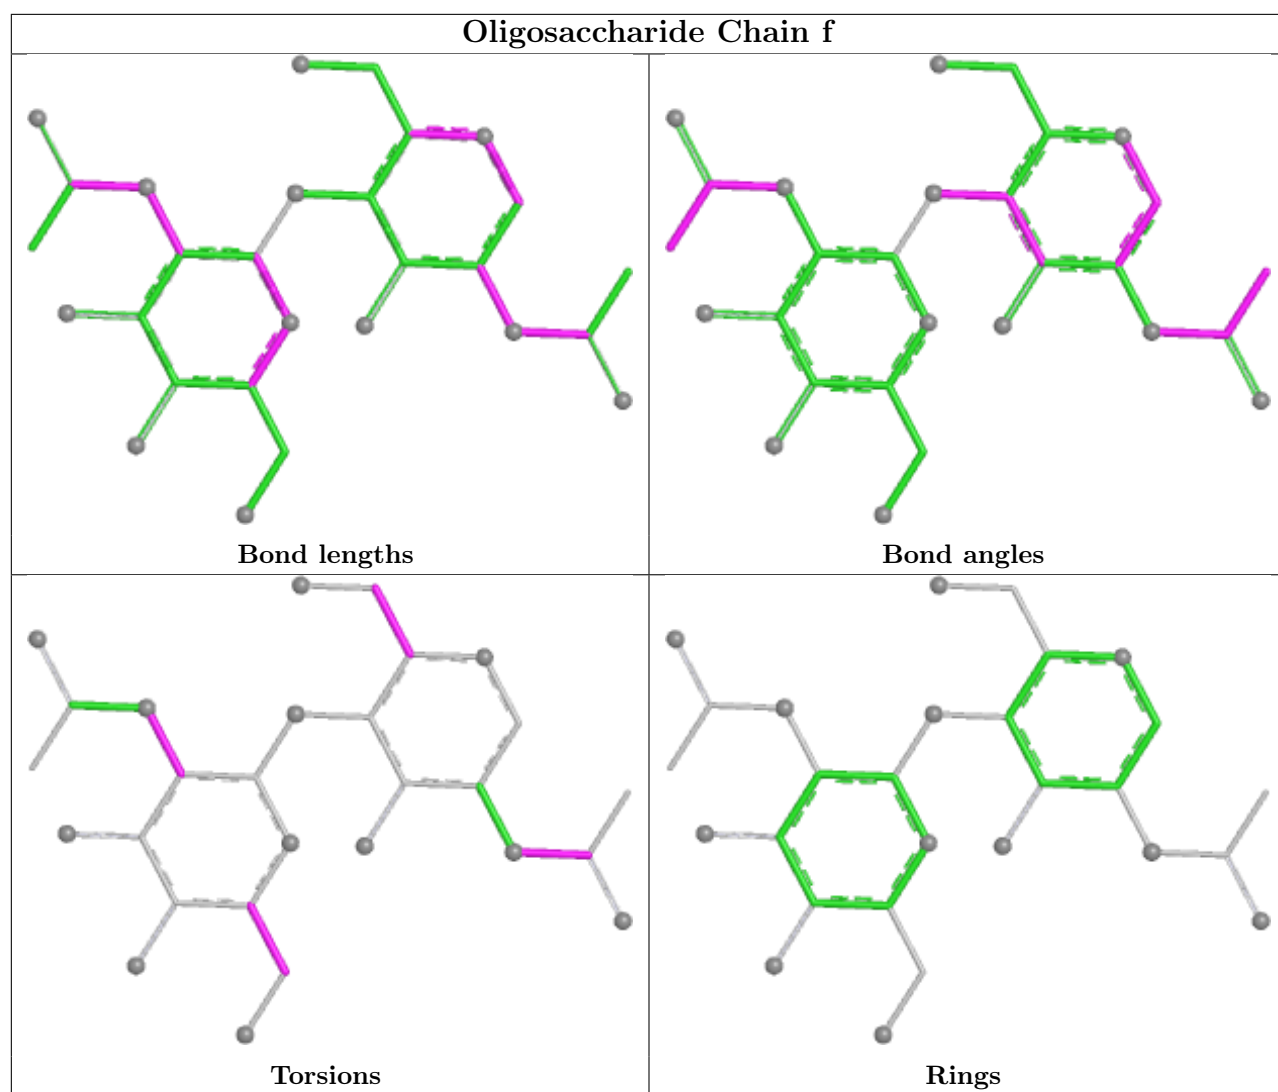 Oligosaccharide Chain f
Bond lengths
Bond angles
Torsions
Rings